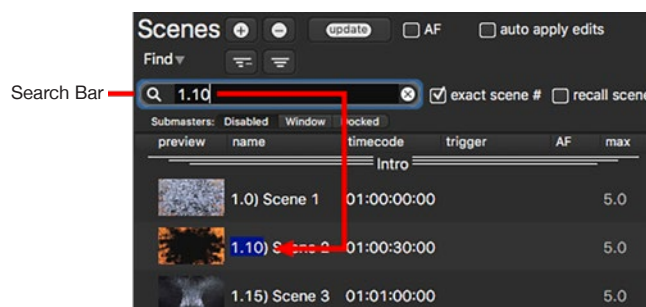 Scenes + - update AF auto apply edits
Find▾
Search Bar 1.10 exact scene # recall scene
Submasters: Disabled Window Docked
preview name timecode trigger AF max
Intro
1.0) Scene 1 01:00:00:00 5.0
1.10) Scene 2 01:00:30:00 5.0
1.15) Scene 3 01:01:00:00 5.0